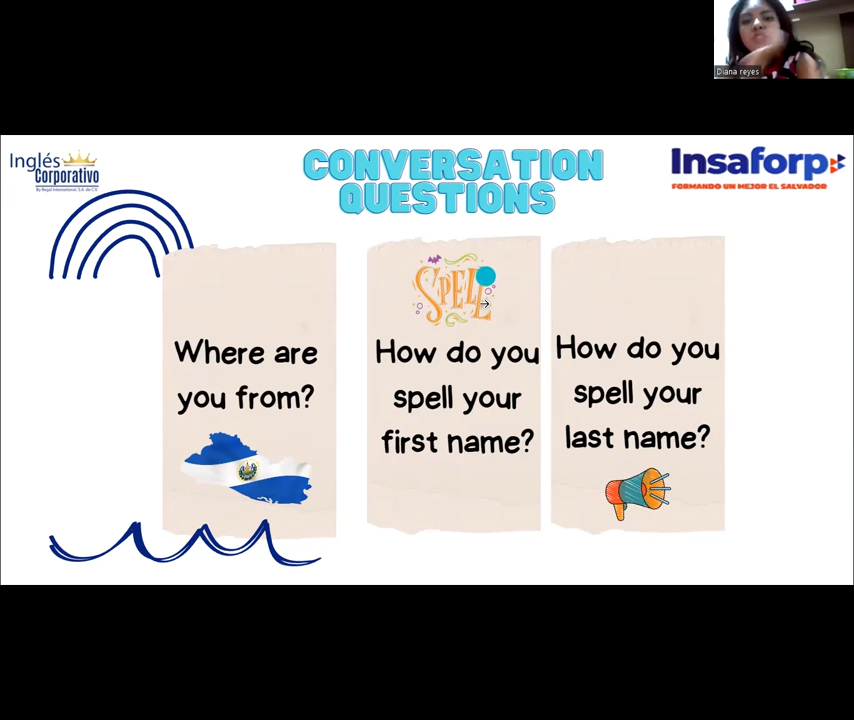 Diana reyes
Inglés
Corporativo
CONVERSATION
QUESTIONS
Insaforp
FORMANDO UN MEJOR EL SALVADOR
Where are
you from?
SPELL
How do you
spell your
first name?
How do you
spell your
last name?